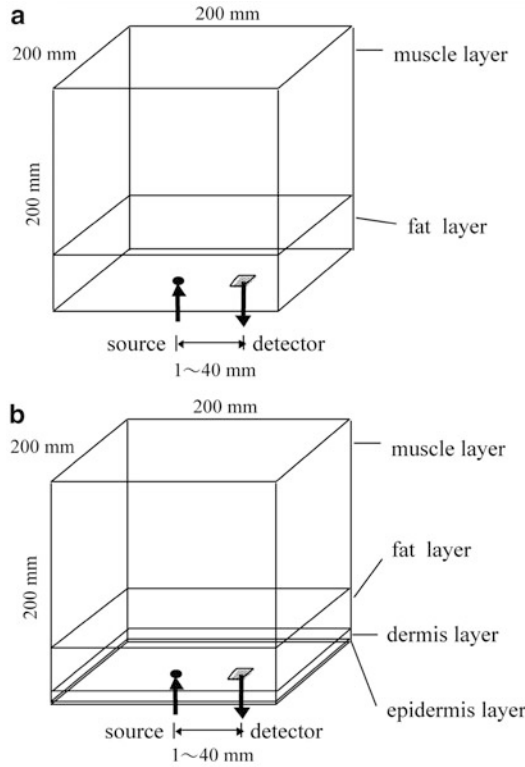 a
200 mm
200 mm
muscle layer
200 mm
fat layer
source
detector
1～40 mm
b
200 mm
200 mm
muscle layer
200 mm
fat layer
dermis layer
epidermis layer
source
detector
1～40 mm